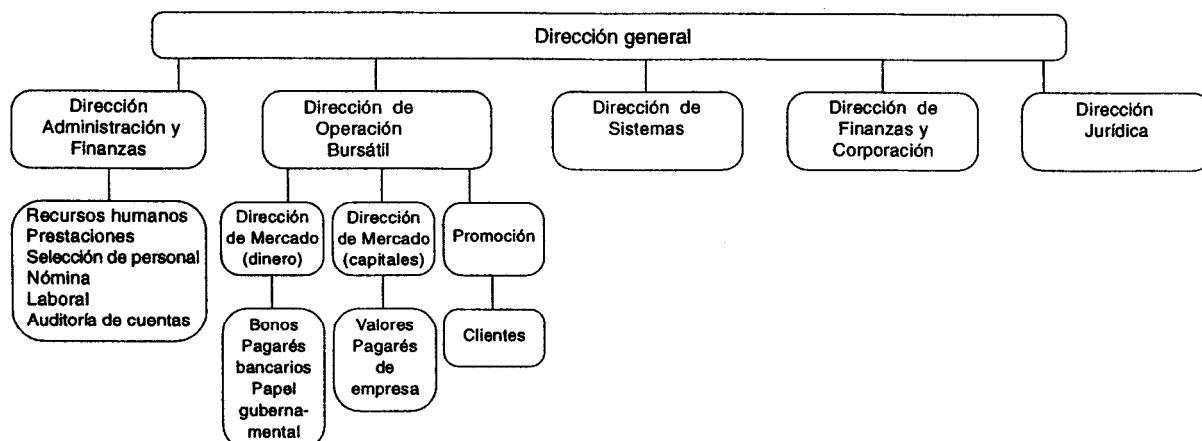 Dirección general
Dirección
Administración y
Finanzas
Dirección de
Operación
Bursátil
Dirección de
Sistemas
Dirección de
Finanzas y
Corporación
Dirección
Jurídica
Recursos humanos
Prestaciones
Selección de personal
Nómina
Laboral
Auditoría de cuentas
Dirección
de Mercado
(dinero)
Dirección
de Mercado
(capitales)
Promoción
Bonos
Pagarés
bancarios
Papel
guberna-
mental
Valores
Pagarés
de
empresa
Clientes